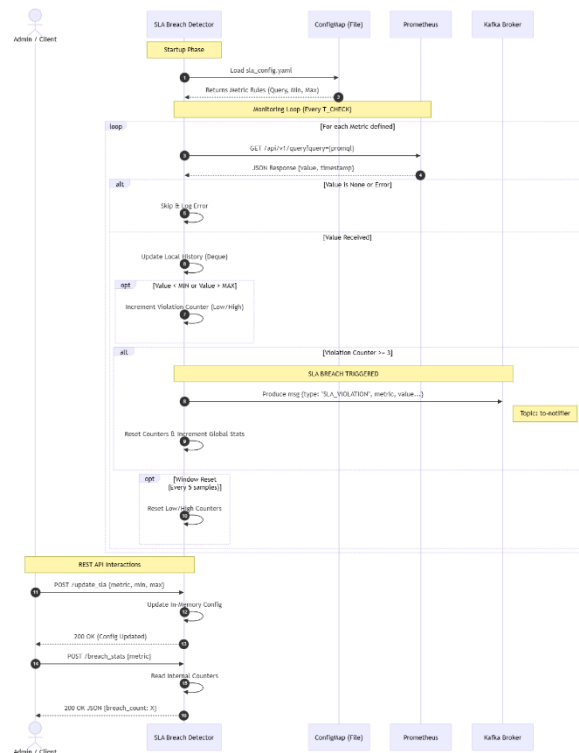 Admin / Client
SLA Breach Detector
ConfigMap (File)
Prometheus
Kafka Broker
Startup Phase
Load sla_config.yaml
1
Returns Metric Rules (Query, Min, Max)
2
Monitoring Loop (Every T_CHECK)
loop
[For each Metric defined]
GET /api/v1/query?query={promql}
3
JSON Response {value, timestamp}
4
alt
[Value is None or Error]
Skip & Log Error
5
[Value Received]
Update Local History (Deque)
6
opt
[Value < MIN or Value > MAX]
Increment Violation Counter (Low/High)
7
alt
[Violation Counter >= 3]
SLA BREACH TRIGGERED
Produce msg {type: "SLA_VIOLATION", metric, value...}
8
Topic: to-notifier
Reset Counters & Increment Global Stats
9
opt
[Window Reset
(Every 5 samples)]
Reset Low/High Counters
10
REST API Interactions
POST /update_sla {metric, min, max}
11
Update In-Memory Config
12
200 OK (Config Updated)
13
POST /breach_stats {metric}
14
Read Internal Counters
15
200 OK JSON {breach_count: X}
16
Admin / Client
SLA Breach Detector
ConfigMap (File)
Prometheus
Kafka Broker